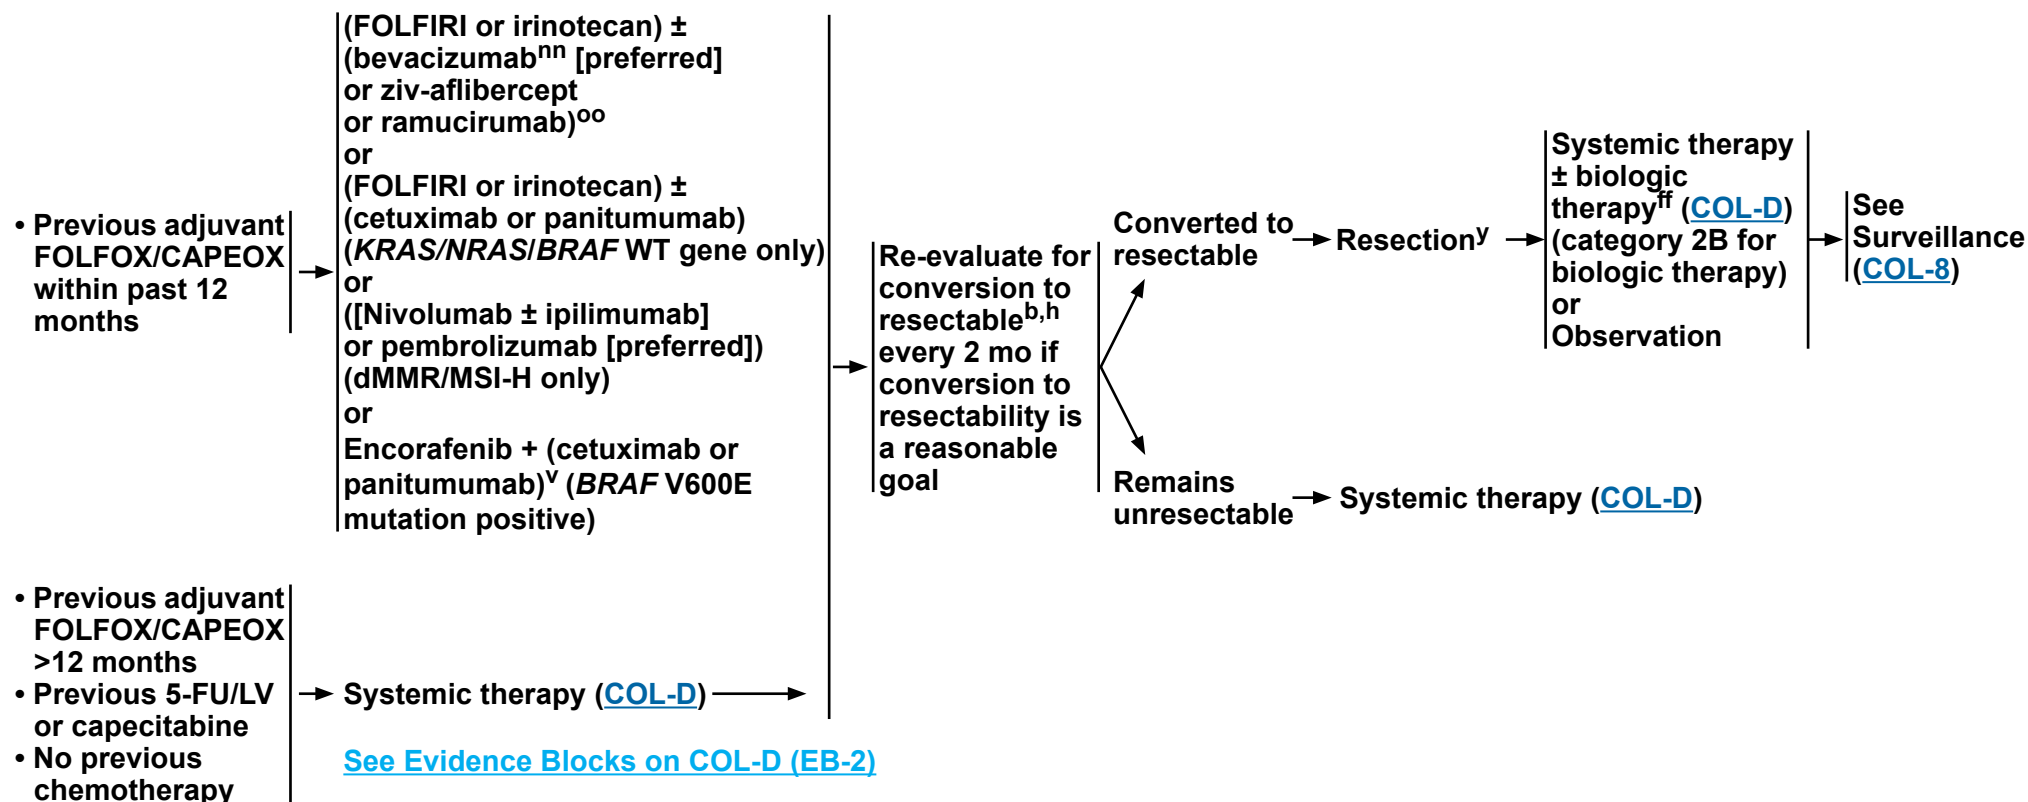 • Previous adjuvant
FOLFOX/CAPEOX
within past 12
months
(FOLFIRI or irinotecan) ±
(bevacizumabⁿⁿ [preferred]
or ziv-aflibercept
or ramucirumab)ᵒᵒ
or
(FOLFIRI or irinotecan) ±
(cetuximab or panitumumab)
(KRAS/NRAS/BRAF WT gene only)
or
([Nivolumab ± ipilimumab]
or pembrolizumab [preferred])
(dMMR/MSI-H only)
or
Encorafenib + (cetuximab or
panitumumab)ᵛ (BRAF V600E
mutation positive)
• Previous adjuvant
FOLFOX/CAPEOX
>12 months
• Previous 5-FU/LV
or capecitabine
• No previous
chemotherapy
Systemic therapy (COL-D)
See Evidence Blocks on COL-D (EB-2)
Re-evaluate for
conversion to
resectableᵇ,ʰ
every 2 mo if
conversion to
resectability is
a reasonable
goal
Converted to
resectable
Resectionʸ
Systemic therapy
± biologic
therapyᶠᶠ (COL-D)
(category 2B for
biologic therapy)
or
Observation
See
Surveillance
(COL-8)
Remains
unresectable
Systemic therapy (COL-D)